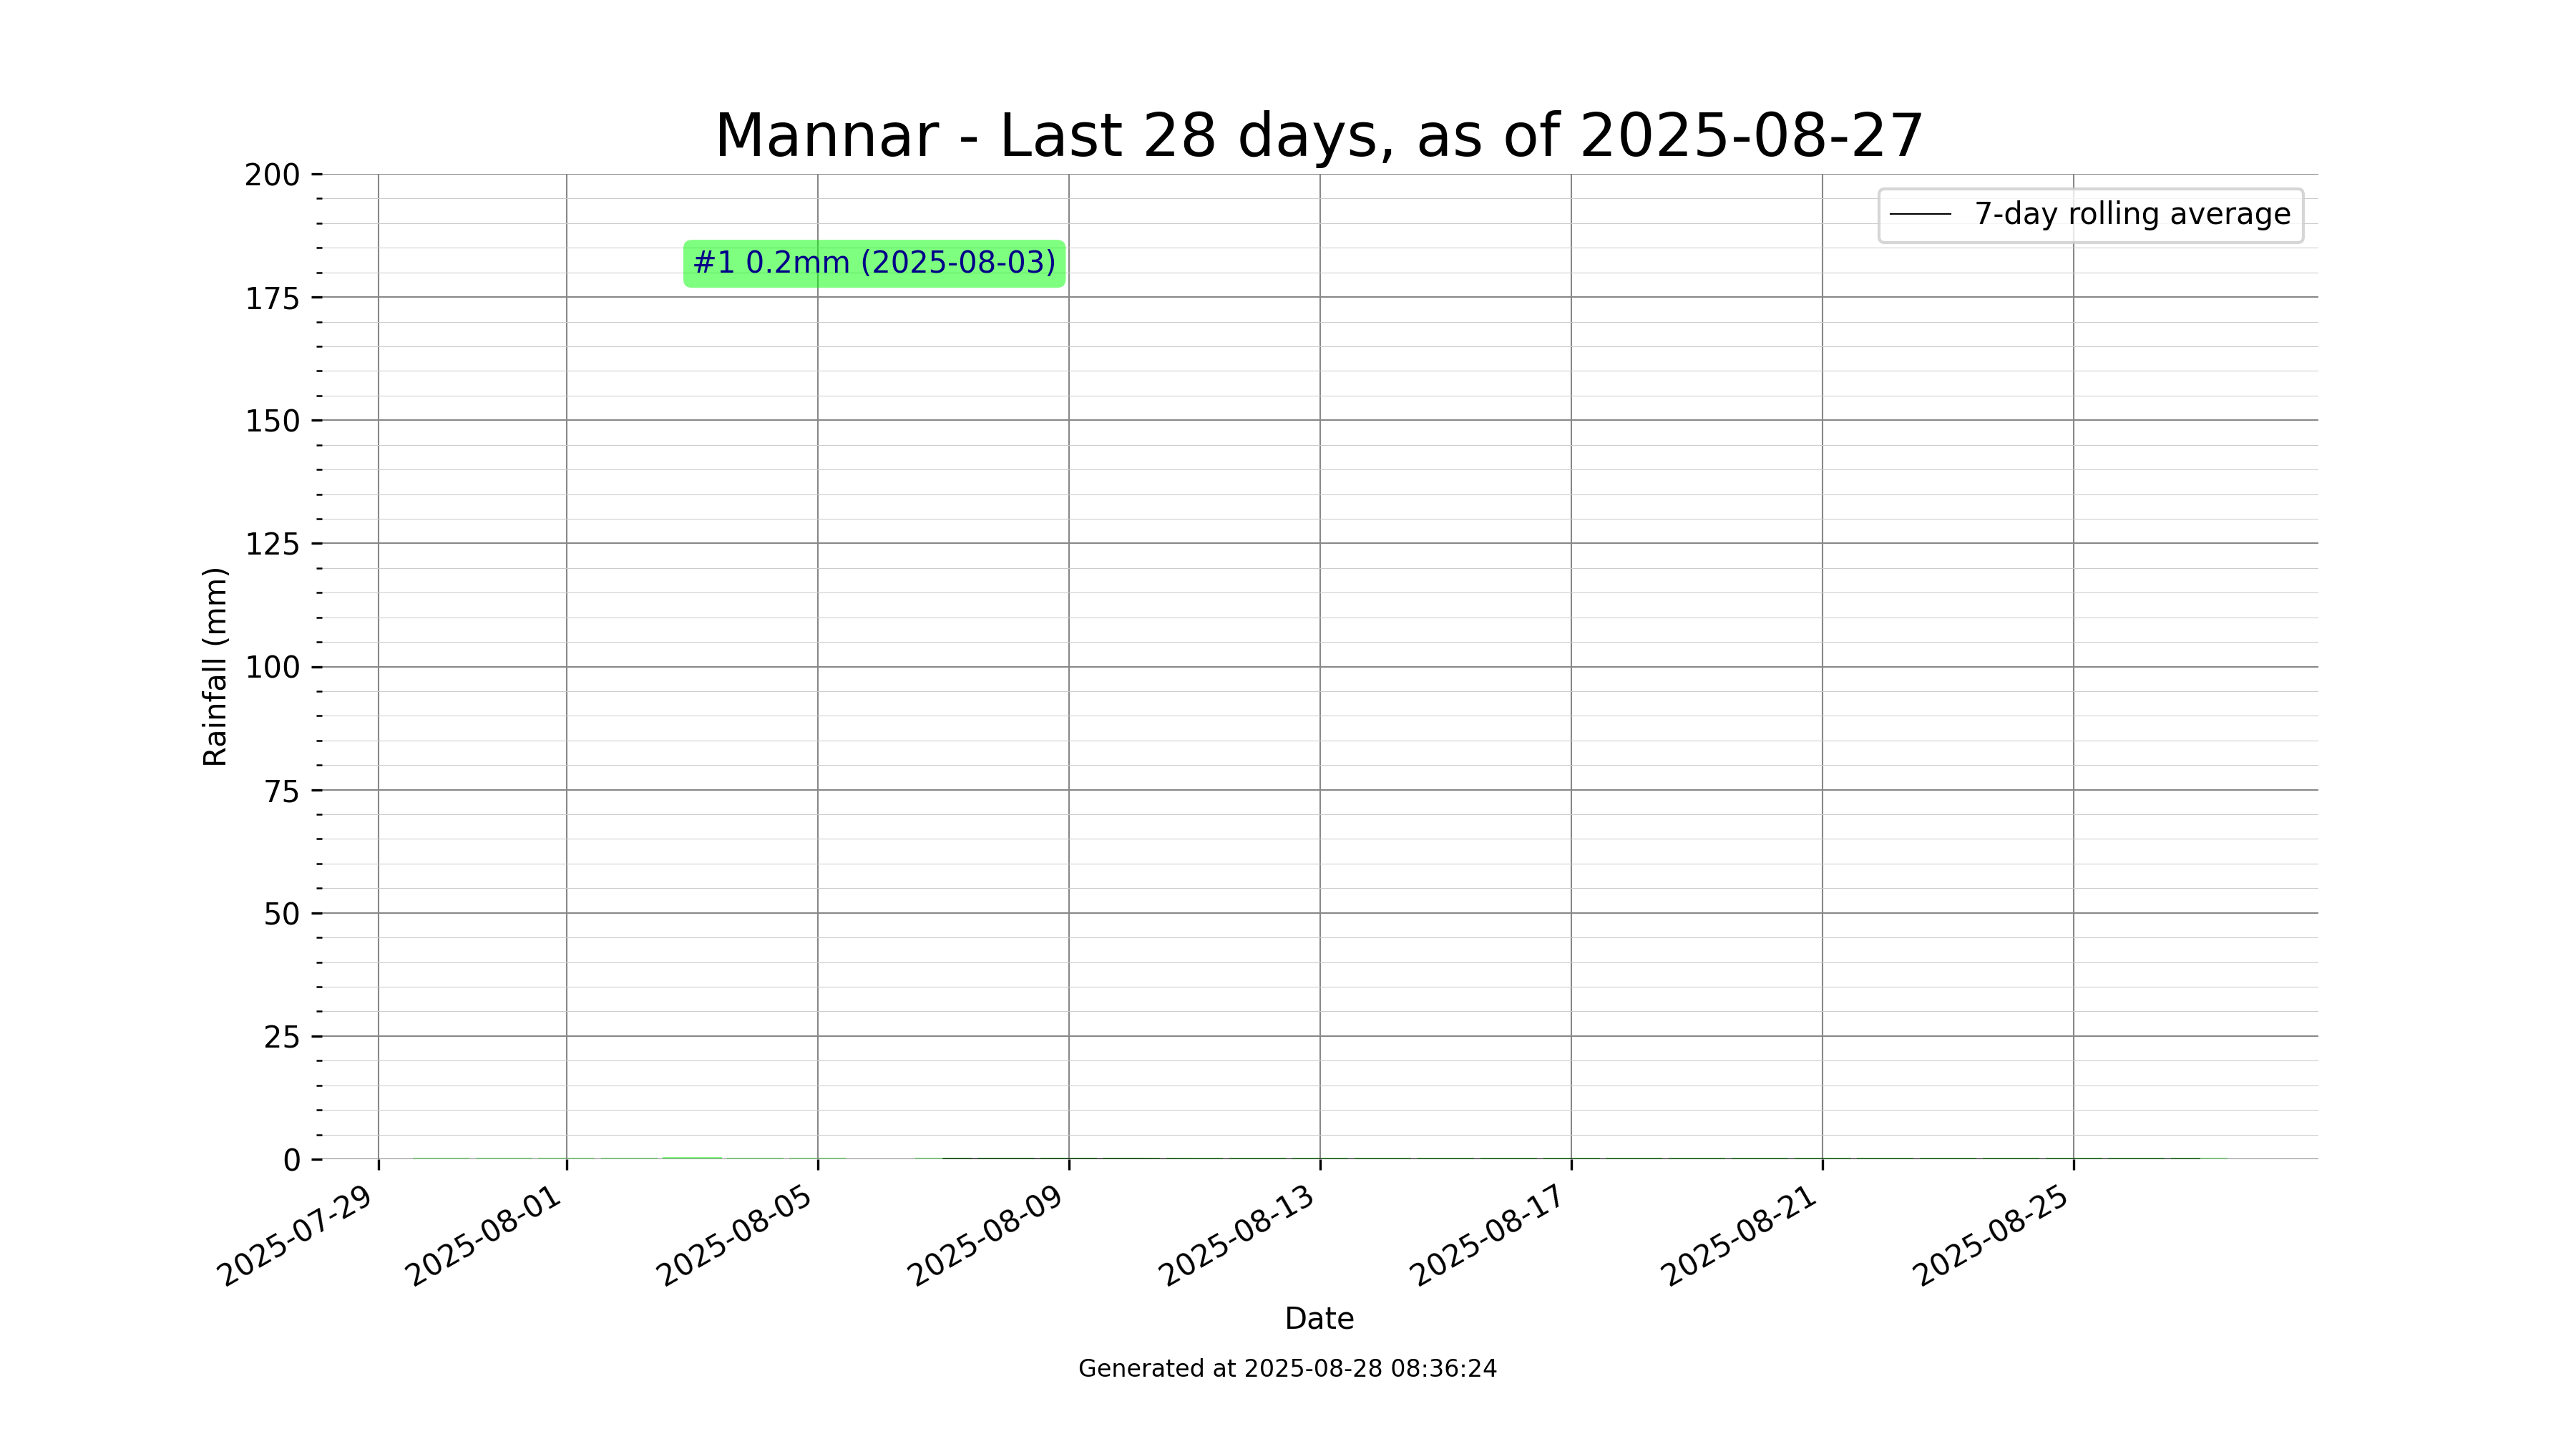 Mannar - Last 28 days, as of 2025-08-27
7-day rolling average
#1 0.2mm (2025-08-03)
Rainfall (mm)
200
175
150
125
100
75
50
25
0
2025-07-29
2025-08-01
2025-08-05
2025-08-09
2025-08-13
2025-08-17
2025-08-21
2025-08-25
Date
Generated at 2025-08-28 08:36:24